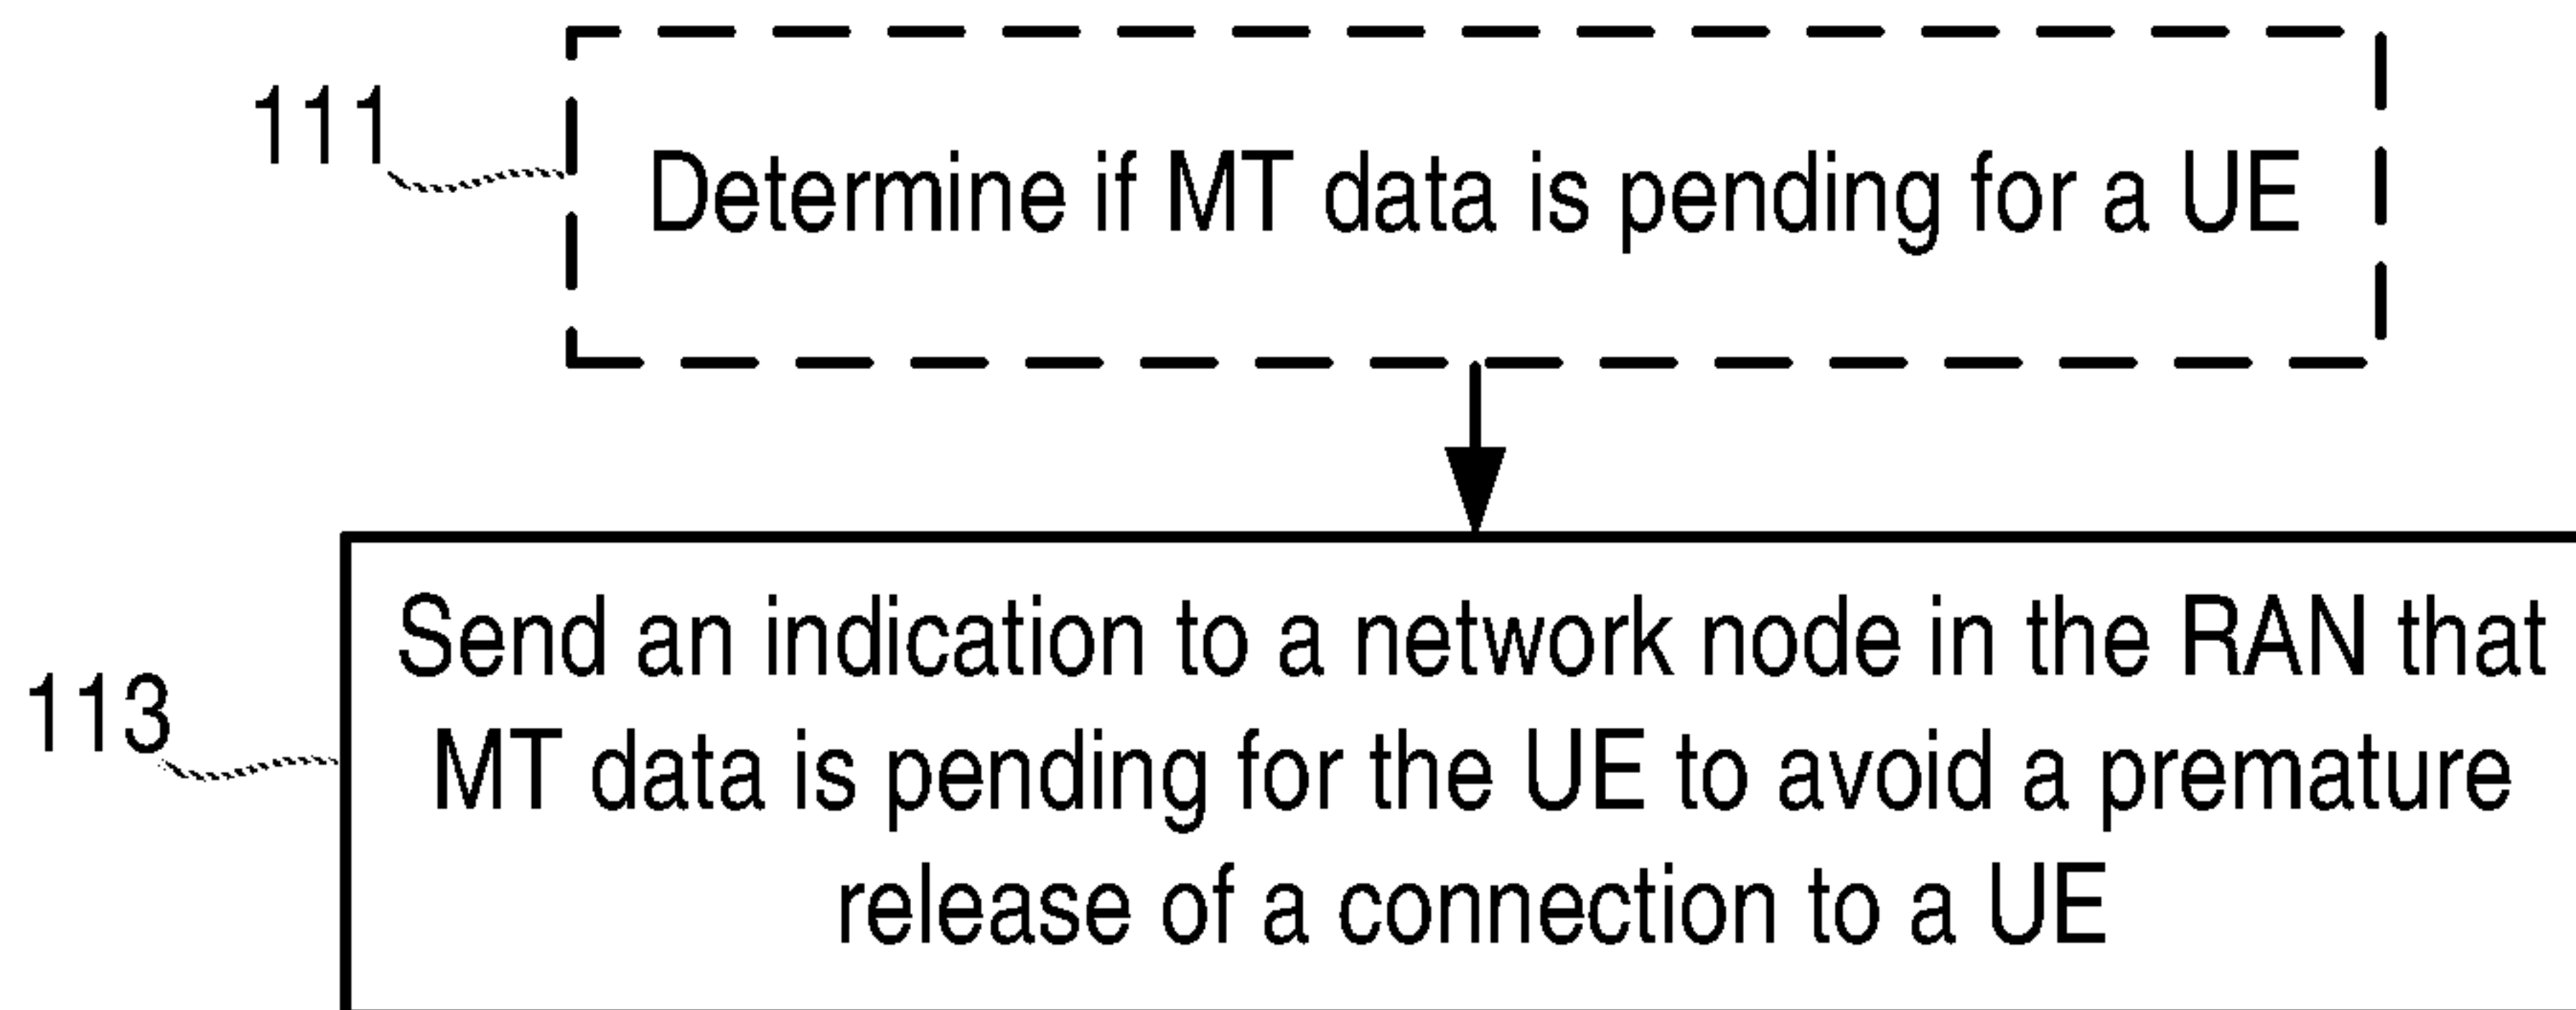 111
Determine if MT data is pending for a UE
113
Send an indication to a network node in the RAN that
MT data is pending for the UE to avoid a premature
release of a connection to a UE